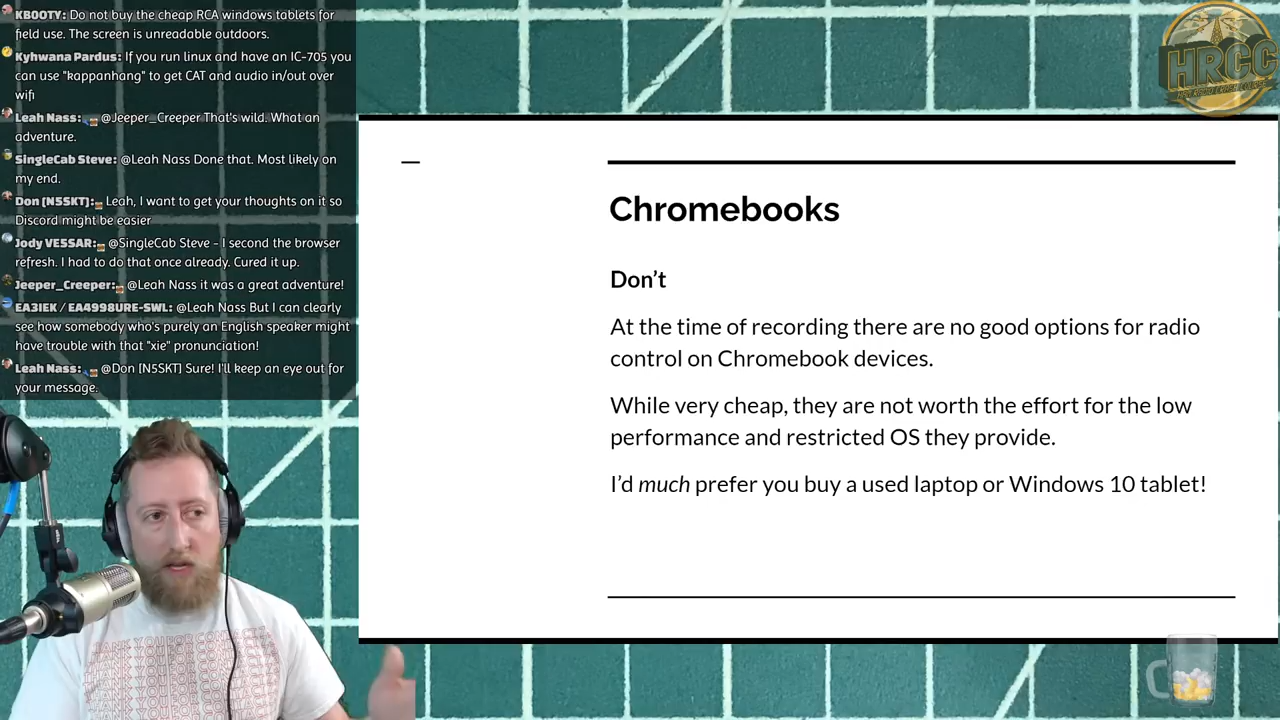 KB0OTY: Do not buy the cheap RCA windows tablets for
field use. The screen is unreadable outdoors.
Kyhwana Pardus: If you run linux and have an IC-705 you
can use "kappanhang" to get CAT and audio in/out over
wifi
Leah Nass: @Jeeper_Creeper That's wild. What an
adventure.
SingleCab Steve: @Leah Nass Done that. Most likely on
my end.
Don [N5SKT]: Leah, I want to get your thoughts on it so
Discord might be easier
Jody VE5SAR: @SingleCab Steve - I second the browser
refresh. I had to do that once already. Cured it up.
Jeeper_Creeper: @Leah Nass it was a great adventure!
EA3IEK / EA4998URE-SWL: @Leah Nass But I can clearly
see how somebody who's purely an English speaker might
have trouble with that "xie" pronunciation!
Leah Nass: @Don [N5SKT] Sure! I'll keep an eye out for
your message.
HRCC
Chromebooks
Don't
At the time of recording there are no good options for radio
control on Chromebook devices.
While very cheap, they are not worth the effort for the low
performance and restricted OS they provide.
I'd much prefer you buy a used laptop or Windows 10 tablet!